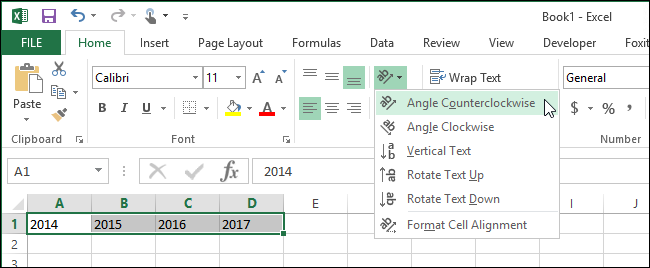 Book1 - Excel
FILE Home Insert Page Layout Formulas Data Review View Developer Foxit
Paste Calibri 11 A A Wrap Text General
B I U A $ % ,
Clipboard Font Number
A1 2014
A B C D E I J
1 2014 2015 2016 2017
2
3
Angle Counterclockwise
Angle Clockwise
Vertical Text
Rotate Text Up
Rotate Text Down
Format Cell Alignment